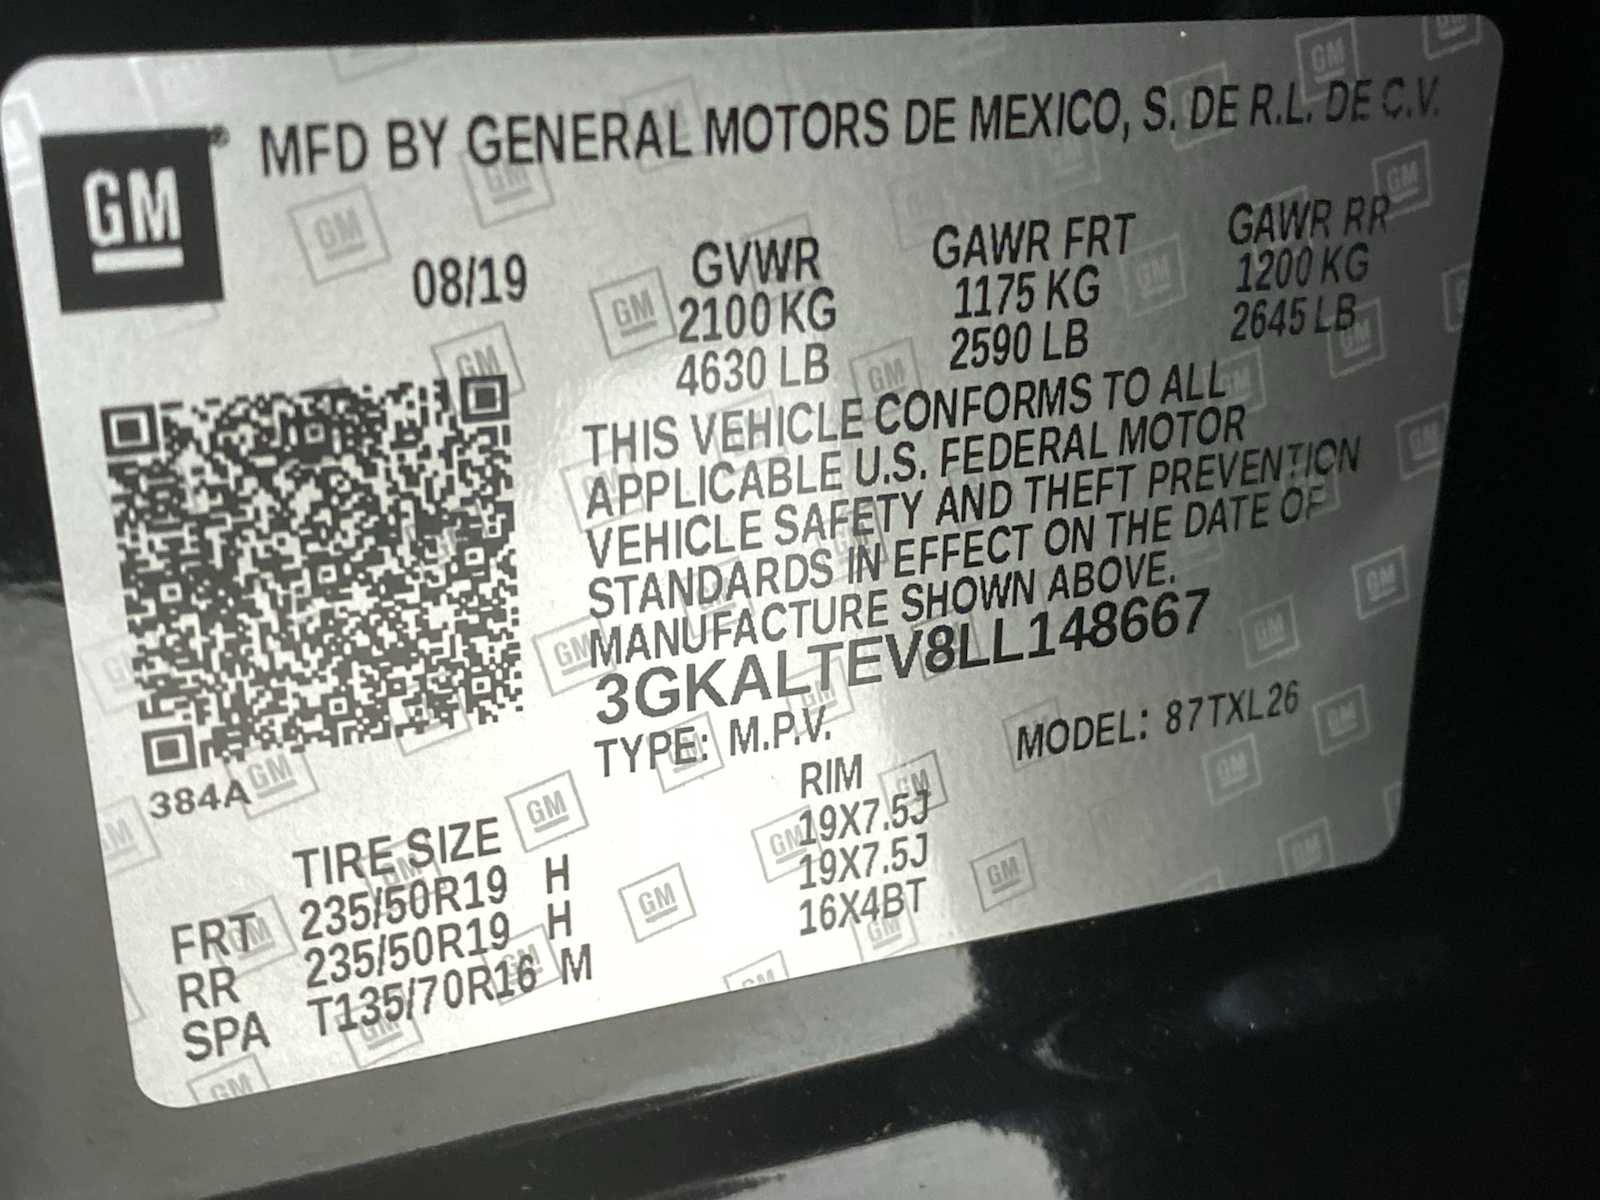 GM
MFD BY GENERAL MOTORS DE MEXICO, S. DE R.L. DE C.V.
08/19
GVWR
2100 KG
4630 LB
GAWR FRT
1175 KG
2590 LB
GAWR RR
1200 KG
2645 LB
THIS VEHICLE CONFORMS TO ALL
APPLICABLE U.S. FEDERAL MOTOR
VEHICLE SAFETY AND THEFT PREVENTION
STANDARDS IN EFFECT ON THE DATE OF
MANUFACTURE SHOWN ABOVE.
3GKALTEV8LL148667
TYPE: M.P.V. MODEL: 87TXL26
384A
TIRE SIZE RIM
FRT 235/50R19 H 19X7.5J
RR 235/50R19 H 19X7.5J
SPA T135/70R16 M 16X4BT